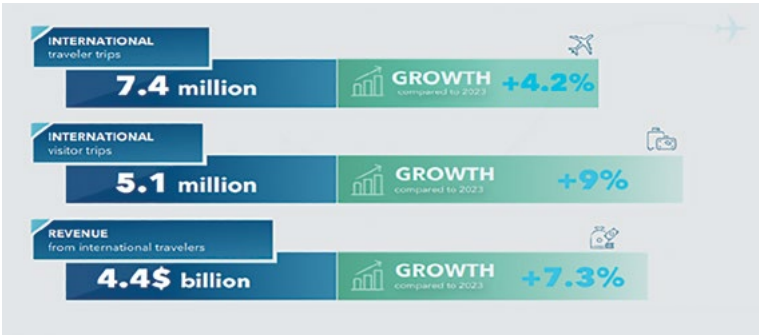 INTERNATIONAL
traveler trips
7.4 million
GROWTH +4.2%
compared to 2023
INTERNATIONAL
visitor trips
5.1 million
GROWTH +9%
compared to 2023
REVENUE
from international travelers
4.4$ billion
GROWTH +7.3%
compared to 2023